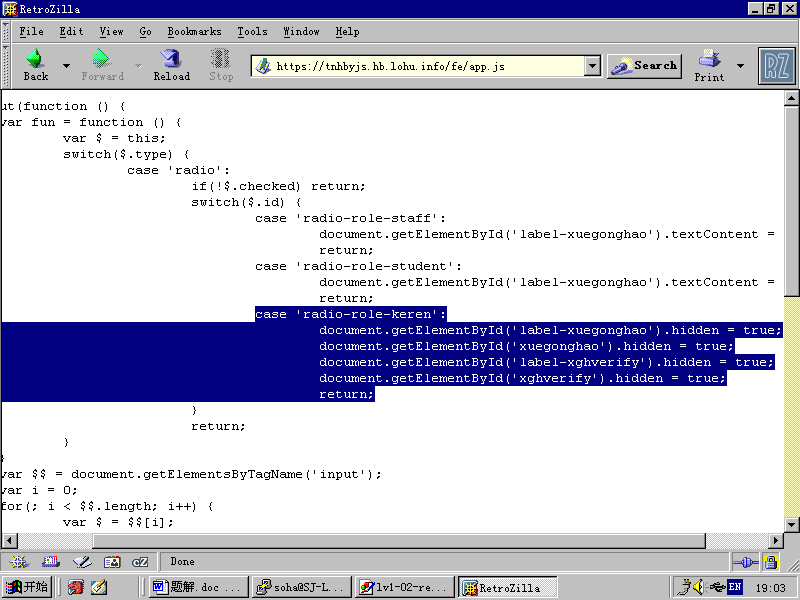 RetroZilla
File Edit View Go Bookmarks Tools Window Help
Back Forward Reload Stop https://tnhbyjs.hb.lohu.info/fe/app.js Search Print RZ
ut(function () {
var fun = function () {
var $ = this;
switch($.type) {
case 'radio':
if(!$.checked) return;
switch($.id) {
case 'radio-role-staff':
document.getElementById('label-xuegonghao').textContent =
return;
case 'radio-role-student':
document.getElementById('label-xuegonghao').textContent =
return;
case 'radio-role-keren':
document.getElementById('label-xuegonghao').hidden = true;
document.getElementById('xuegonghao').hidden = true;
document.getElementById('label-xghverify').hidden = true;
document.getElementById('xghverify').hidden = true;
return;
}
return;
}
}
var $$ = document.getElementsByTagName('input');
var i = 0;
for(; i < $$.length; i++) {
var $ = $$[i];
cZ Done
开始 题解.doc ... soha@SJ-L... lv1-02-re... RetroZilla EN 19:03